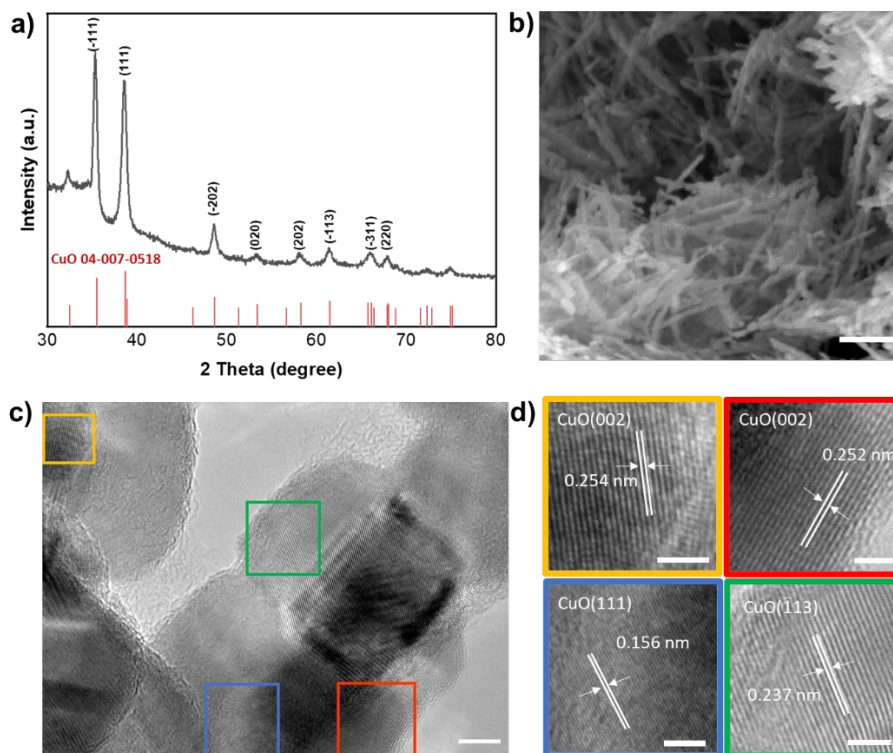 a)
Intensity (a.u.)
(-111)
(111)
(-202)
(020)
(202)
(-113)
(-311)
(220)
CuO 04-007-0518
30 40 50 60 70 80
2 Theta (degree)
b)
c)
d)
CuO(002)
0.254 nm
CuO(002)
0.252 nm
CuO(111)
0.156 nm
CuO(1̄13)
0.237 nm